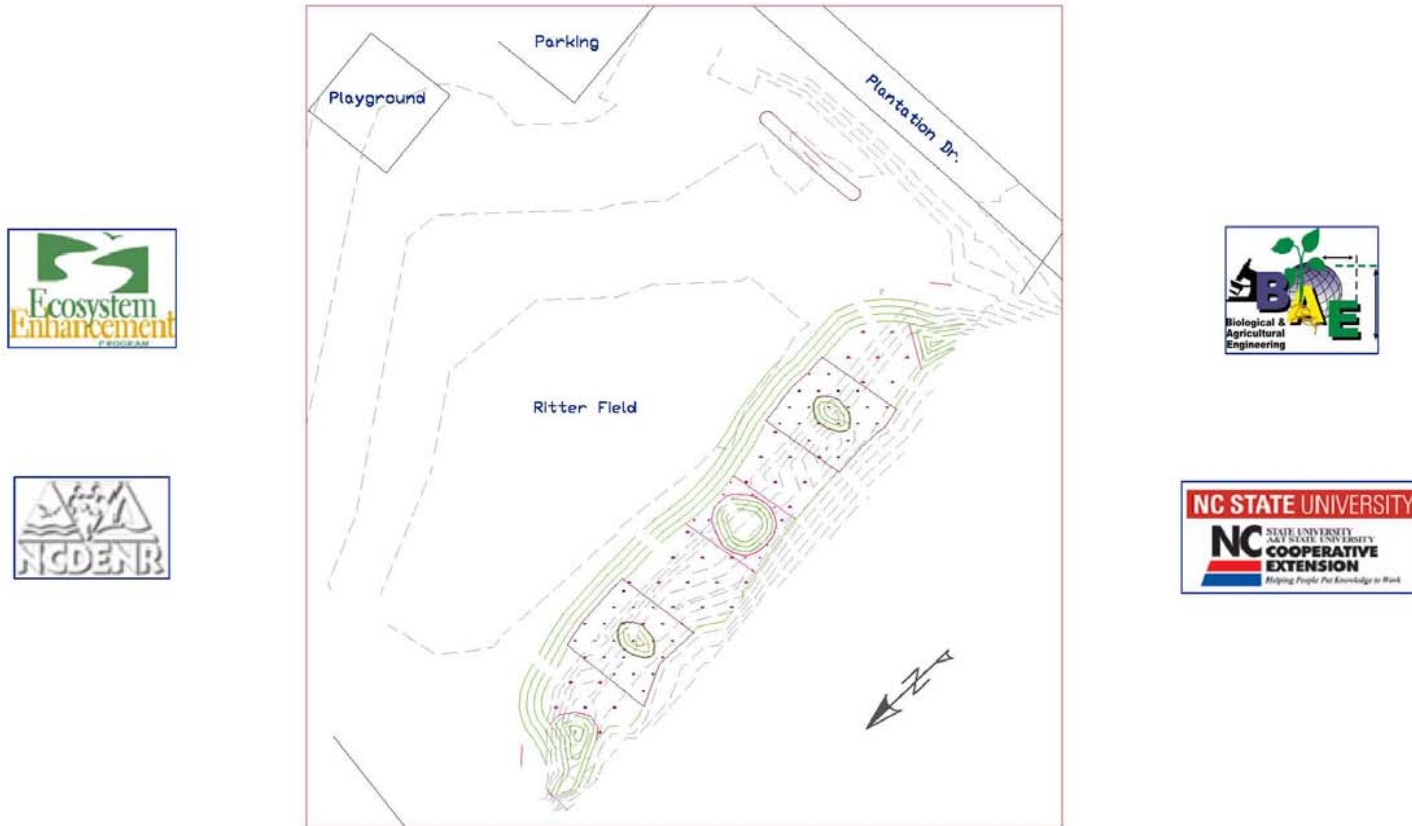 Parking
Playground
Plantation Dr.
Ritter Field
N
Ecosystem
Enhancement
PROGRAM
NCDENR
BAE
Biological &
Agricultural
Engineering
NC STATE UNIVERSITY
NC
STATE UNIVERSITY
A&T STATE UNIVERSITY
COOPERATIVE
EXTENSION
Helping People Put Knowledge to Work